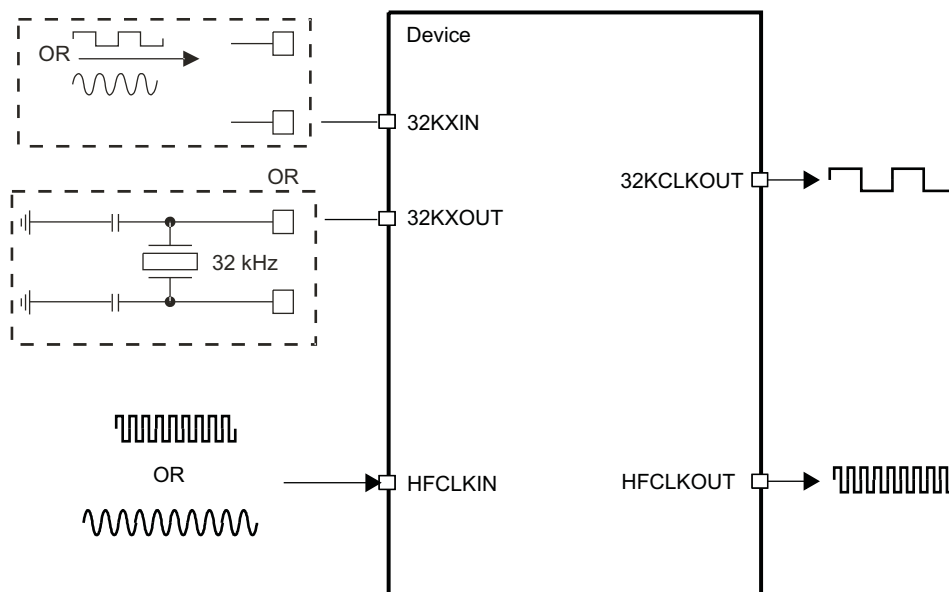 Device
OR
32KXIN
OR
32KCLKOUT
32KXOUT
32 kHz
OR
HFCLKIN
HFCLKOUT